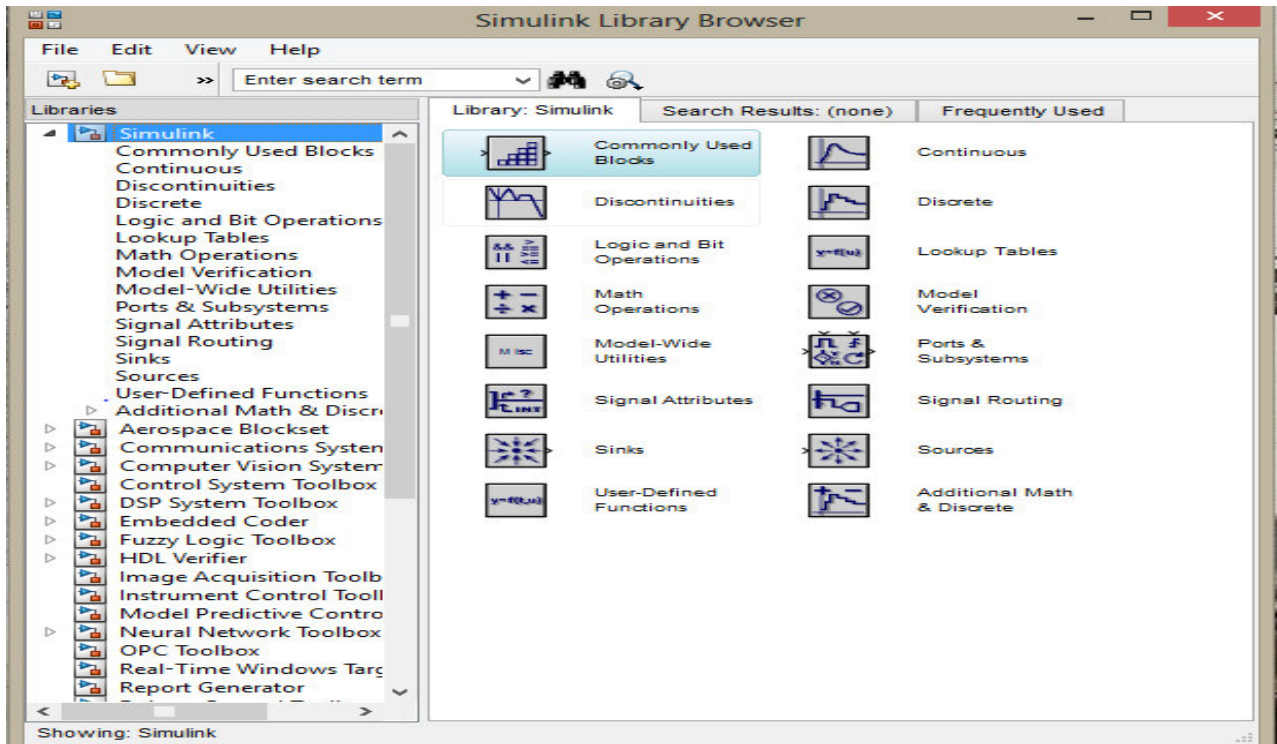 Simulink Library Browser
File Edit View Help
» Enter search term
Libraries
Simulink
Commonly Used Blocks
Continuous
Discontinuities
Discrete
Logic and Bit Operations
Lookup Tables
Math Operations
Model Verification
Model-Wide Utilities
Ports & Subsystems
Signal Attributes
Signal Routing
Sinks
Sources
User-Defined Functions
Additional Math & Discr
Aerospace Blockset
Communications System
Computer Vision System
Control System Toolbox
DSP System Toolbox
Embedded Coder
Fuzzy Logic Toolbox
HDL Verifier
Image Acquisition Toolb
Instrument Control Tooll
Model Predictive Contro
Neural Network Toolbox
OPC Toolbox
Real-Time Windows Targ
Report Generator
Library: Simulink Search Results: (none) Frequently Used
Commonly Used
Blocks
Continuous
Discontinuities
Discrete
Logic and Bit
Operations
y=f(u)
Lookup Tables
Math
Operations
Model
Verification
Misc
Model-Wide
Utilities
Ports &
Subsystems
Signal Attributes
Signal Routing
Sinks
Sources
y=f(t,u)
User-Defined
Functions
Additional Math
& Discrete
Showing: Simulink